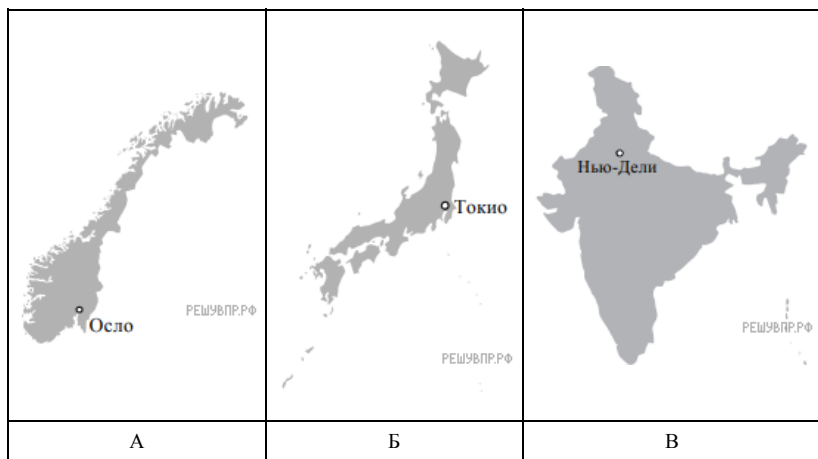 Осло
РЕШУВПР.РФ
Токио
РЕШУВПР.РФ
Нью-Дели
РЕШУВПР.РФ
А
Б
В